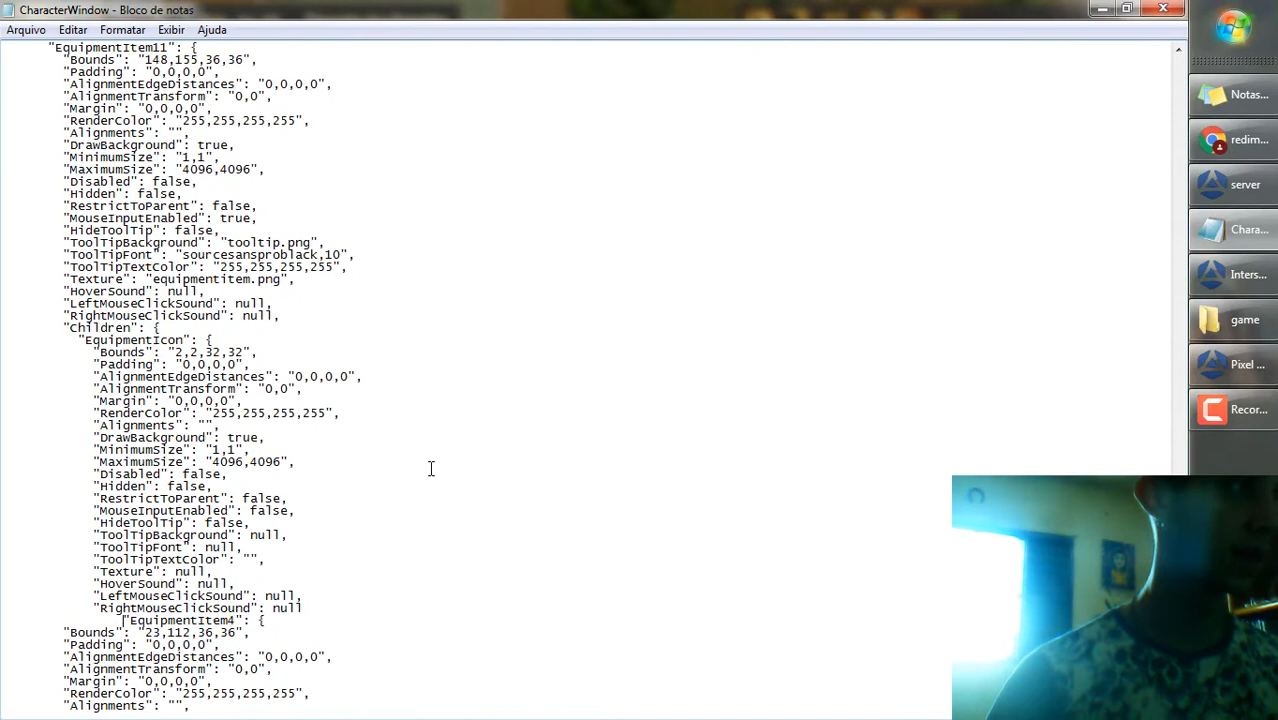 CharacterWindow - Bloco de notas
Arquivo Editar Formatar Exibir Ajuda
"EquipmentItem11": {
"Bounds": "148,155,36,36",
"Padding": "0,0,0,0",
"AlignmentEdgeDistances": "0,0,0,0",
"AlignmentTransform": "0,0",
"Margin": "0,0,0,0",
"RenderColor": "255,255,255,255",
"Alignments": "",
"DrawBackground": true,
"MinimumSize": "1,1",
"MaximumSize": "4096,4096",
"Disabled": false,
"Hidden": false,
"RestrictToParent": false,
"MouseInputEnabled": true,
"HideToolTip": false,
"ToolTipBackground": "tooltip.png",
"ToolTipFont": "sourcesansproblack,10",
"ToolTipTextColor": "255,255,255,255",
"Texture": "equipmentitem.png",
"HoverSound": null,
"LeftMouseClickSound": null,
"RightMouseClickSound": null,
"Children": {
"EquipmentIcon": {
"Bounds": "2,2,32,32",
"Padding": "0,0,0,0",
"AlignmentEdgeDistances": "0,0,0,0",
"AlignmentTransform": "0,0",
"Margin": "0,0,0,0",
"RenderColor": "255,255,255,255",
"Alignments": "",
"DrawBackground": true,
"MinimumSize": "1,1",
"MaximumSize": "4096,4096",
"Disabled": false,
"Hidden": false,
"RestrictToParent": false,
"MouseInputEnabled": false,
"HideToolTip": false,
"ToolTipBackground": null,
"ToolTipFont": null,
"ToolTipTextColor": "",
"Texture": null,
"HoverSound": null,
"LeftMouseClickSound": null,
"RightMouseClickSound": null
"EquipmentItem4": {
"Bounds": "23,112,36,36",
"Padding": "0,0,0,0",
"AlignmentEdgeDistances": "0,0,0,0",
"AlignmentTransform": "0,0",
"Margin": "0,0,0,0",
"RenderColor": "255,255,255,255",
"Alignments": "",
Notas...
redim...
server
Chara...
Inters...
game
Pixel ...
Recor...